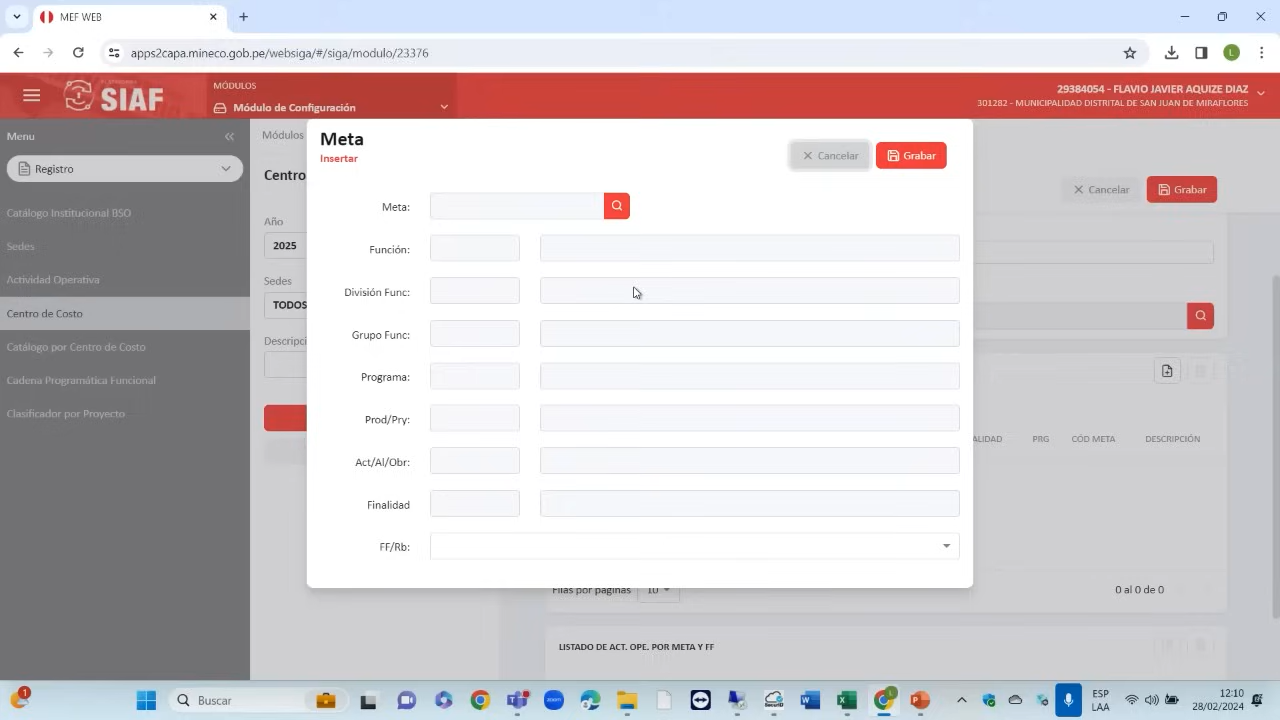 MEF WEB
apps2capa.mineco.gob.pe/websiga/#/siga/modulo/23376
L
SIAF
MÓDULOS
Módulo de Configuración
29384054 - FLAVIO JAVIER AQUIZE DIAZ
301282 - MUNICIPALIDAD DISTRITAL DE SAN JUAN DE MIRAFLORES
Menu
Registro
Catálogo Institucional BSO
Sedes
Actividad Operativa
Centro de Costo
Catálogo por Centro de Costo
Cadena Programática Funcional
Clasificador por Proyecto
Módulos
Centro
Año
2025
Sedes
TODOS
Descripci
Meta
Insertar
Cancelar
Grabar
Meta:
Función:
División Func:
Grupo Func:
Programa:
Prod/Pry:
Act/Al/Obr:
Finalidad
FF/Rb:
Cancelar
Grabar
ALIDAD PRG CÓD META DESCRIPCIÓN
Filas por páginas 10 0 al 0 de 0
LISTADO DE ACT. OPE. POR META Y FF
1
Buscar
1
ESP
LAA
12:10
28/02/2024